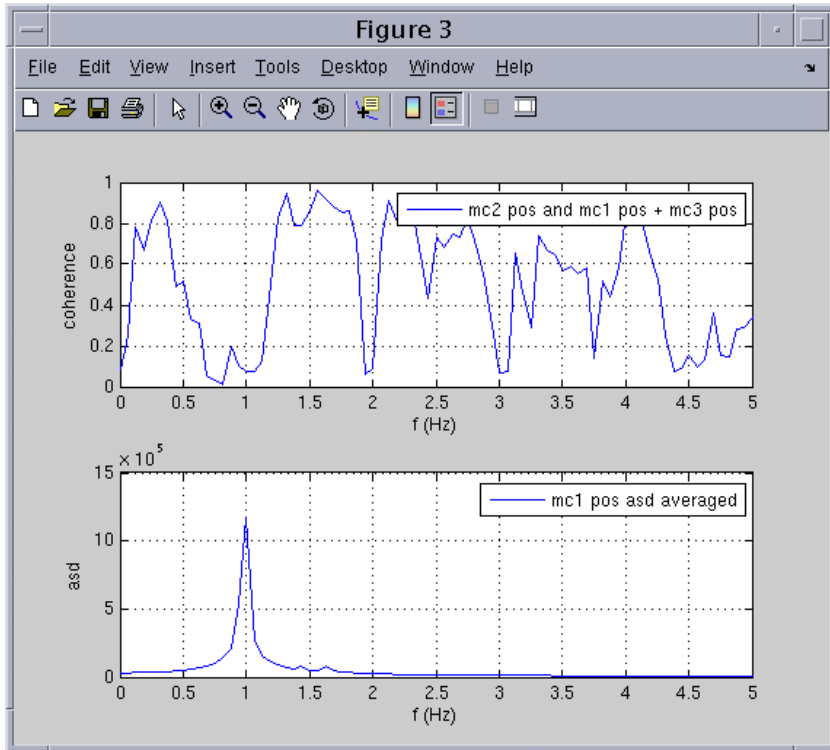 Figure 3
File Edit View Insert Tools Desktop Window Help
1
0.8
0.6
0.4
0.2
0
coherence
mc2 pos and mc1 pos + mc3 pos
0 0.5 1 1.5 2 2.5 3 3.5 4 4.5 5
f (Hz)
× 10^5
15
10
5
0
asd
mc1 pos asd averaged
0 0.5 1 1.5 2 2.5 3 3.5 4 4.5 5
f (Hz)